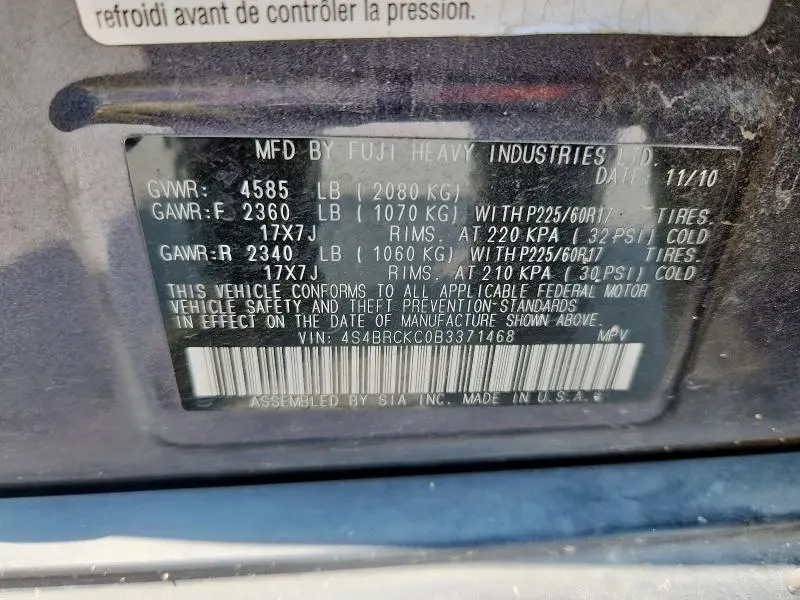 refroidi avant de contrôler la pression.
MFD BY FUJI HEAVY INDUSTRIES LTD.
DATE: 11/10
GVWR: 4585 LB (2080 KG)
GAWR:F 2360 LB (1070 KG) WITH P225/60R17 TIRES.
17X7J RIMS. AT 220 KPA (32 PSI) COLD
GAWR:R 2340 LB (1060 KG) WITH P225/60R17 TIRES.
17X7J RIMS. AT 210 KPA (30 PSI) COLD
THIS VEHICLE CONFORMS TO ALL APPLICABLE FEDERAL MOTOR
VEHICLE SAFETY AND THEFT PREVENTION STANDARDS
IN EFFECT ON THE DATE OF MANUFACTURE SHOWN ABOVE.
VIN: 4S4BRCKC0B3371468 MPV
ASSEMBLED BY SIA INC. MADE IN U.S.A.